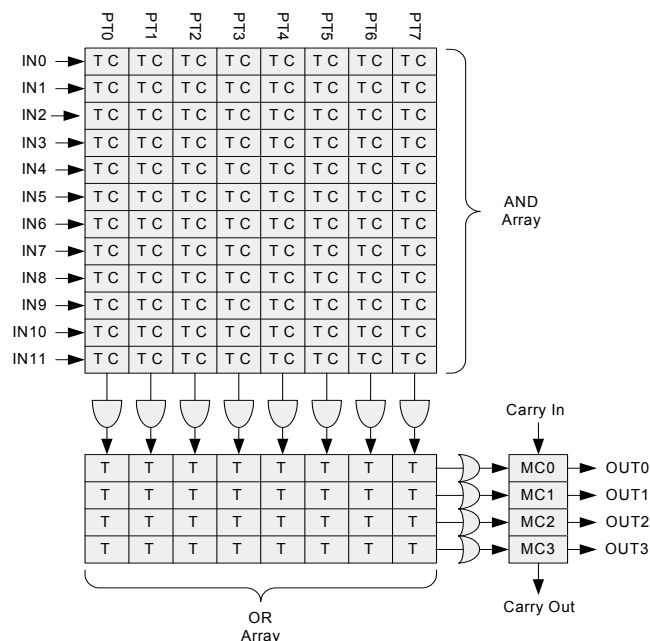 PT0 PT1 PT2 PT3 PT4 PT5 PT6 PT7
IN0 T C T C T C T C T C T C T C T C
IN1 T C T C T C T C T C T C T C T C
IN2 T C T C T C T C T C T C T C T C
IN3 T C T C T C T C T C T C T C T C
IN4 T C T C T C T C T C T C T C T C
IN5 T C T C T C T C T C T C T C T C
IN6 T C T C T C T C T C T C T C T C
AND
Array
IN7 T C T C T C T C T C T C T C T C
IN8 T C T C T C T C T C T C T C T C
IN9 T C T C T C T C T C T C T C T C
IN10 T C T C T C T C T C T C T C T C
IN11 T C T C T C T C T C T C T C T C
Carry In
T T T T T T T T MC0 OUT0
T T T T T T T T MC1 OUT1
T T T T T T T T MC2 OUT2
T T T T T T T T MC3 OUT3
Carry Out
OR
Array